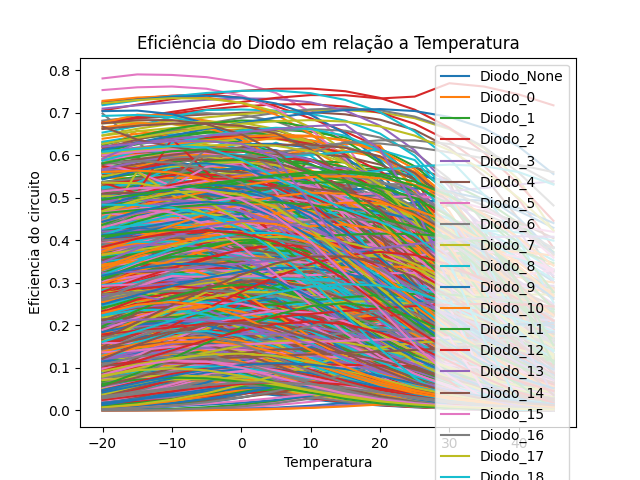 Eficiência do Diodo em relação a Temperatura
Eficiencia do circuito
0.8
0.7
0.6
0.5
0.4
0.3
0.2
0.1
0.0
−20
−10
0
10
20
30
40
Temperatura
Diodo_None
Diodo_0
Diodo_1
Diodo_2
Diodo_3
Diodo_4
Diodo_5
Diodo_6
Diodo_7
Diodo_8
Diodo_9
Diodo_10
Diodo_11
Diodo_12
Diodo_13
Diodo_14
Diodo_15
Diodo_16
Diodo_17
Diodo_18